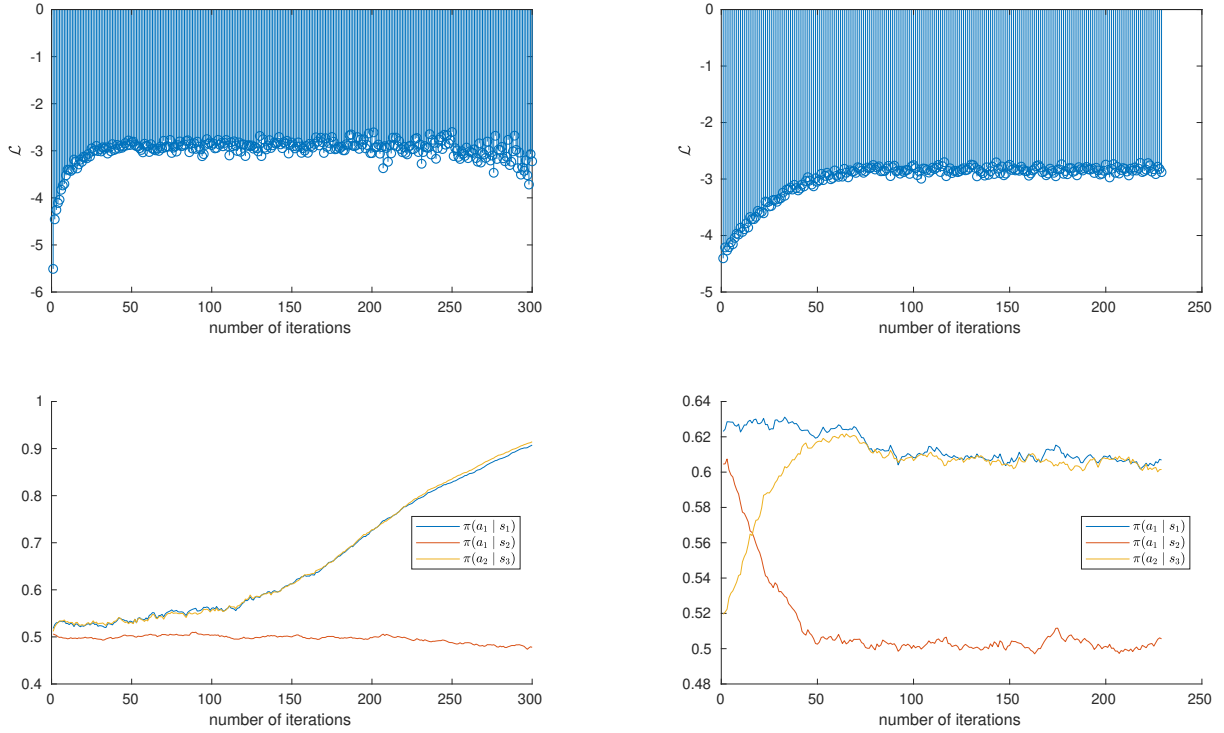 0
-1
-2
-3
-4
-5
-6
ℒ
0 50 100 150 200 250 300
number of iterations
0
-1
-2
-3
-4
-5
ℒ
0 50 100 150 200 250
number of iterations
1
0.9
0.8
0.7
0.6
0.5
0.4
π(a₁ | s₁)
π(a₁ | s₂)
π(a₂ | s₃)
0 50 100 150 200 250 300
number of iterations
0.64
0.62
0.6
0.58
0.56
0.54
0.52
0.5
0.48
π(a₁ | s₁)
π(a₁ | s₂)
π(a₂ | s₃)
0 50 100 150 200 250
number of iterations